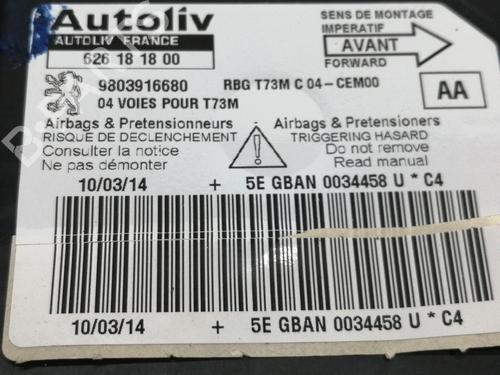 Autoliv
AUTOLIV FRANCE
626 18 18 00
SENS DE MONTAGE
IMPERATIF
AVANT
FORWARD
9803916680
RBG T73M C 04-CEM00
AA
04 VOIES POUR T73M
Airbags & Pretensionneurs
RISQUE DE DECLENCHEMENT
Consulter la notice
Ne pas démonter
Airbags & Pretensioners
TRIGGERING HASARD
Do not remove
Read manual
10/03/14 + 5E GBAN 0034458 U * C4
10/03/14 + 5E GBAN 0034458 U * C4